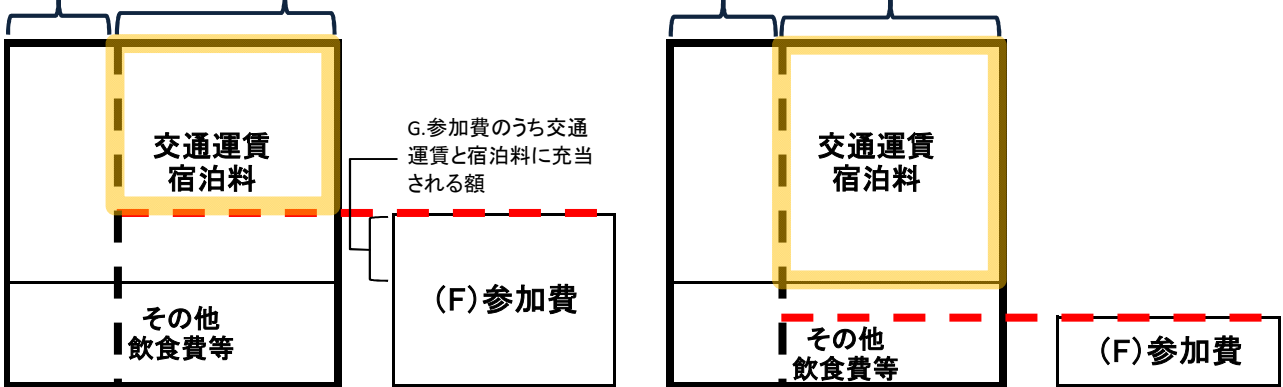 交通運賃
宿泊料
その他
飲食費等
G.参加費のうち交通
運賃と宿泊料に充当
される額
(F)参加費
交通運賃
宿泊料
その他
飲食費等
(F)参加費